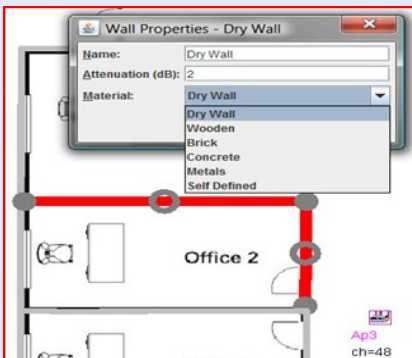 Wall Properties - Dry Wall
Name: Dry Wall
Attenuation (dB): 2
Material: Dry Wall
Dry Wall
Wooden
Brick
Concrete
Metals
Self Defined
Office 2
Ap3
ch=48